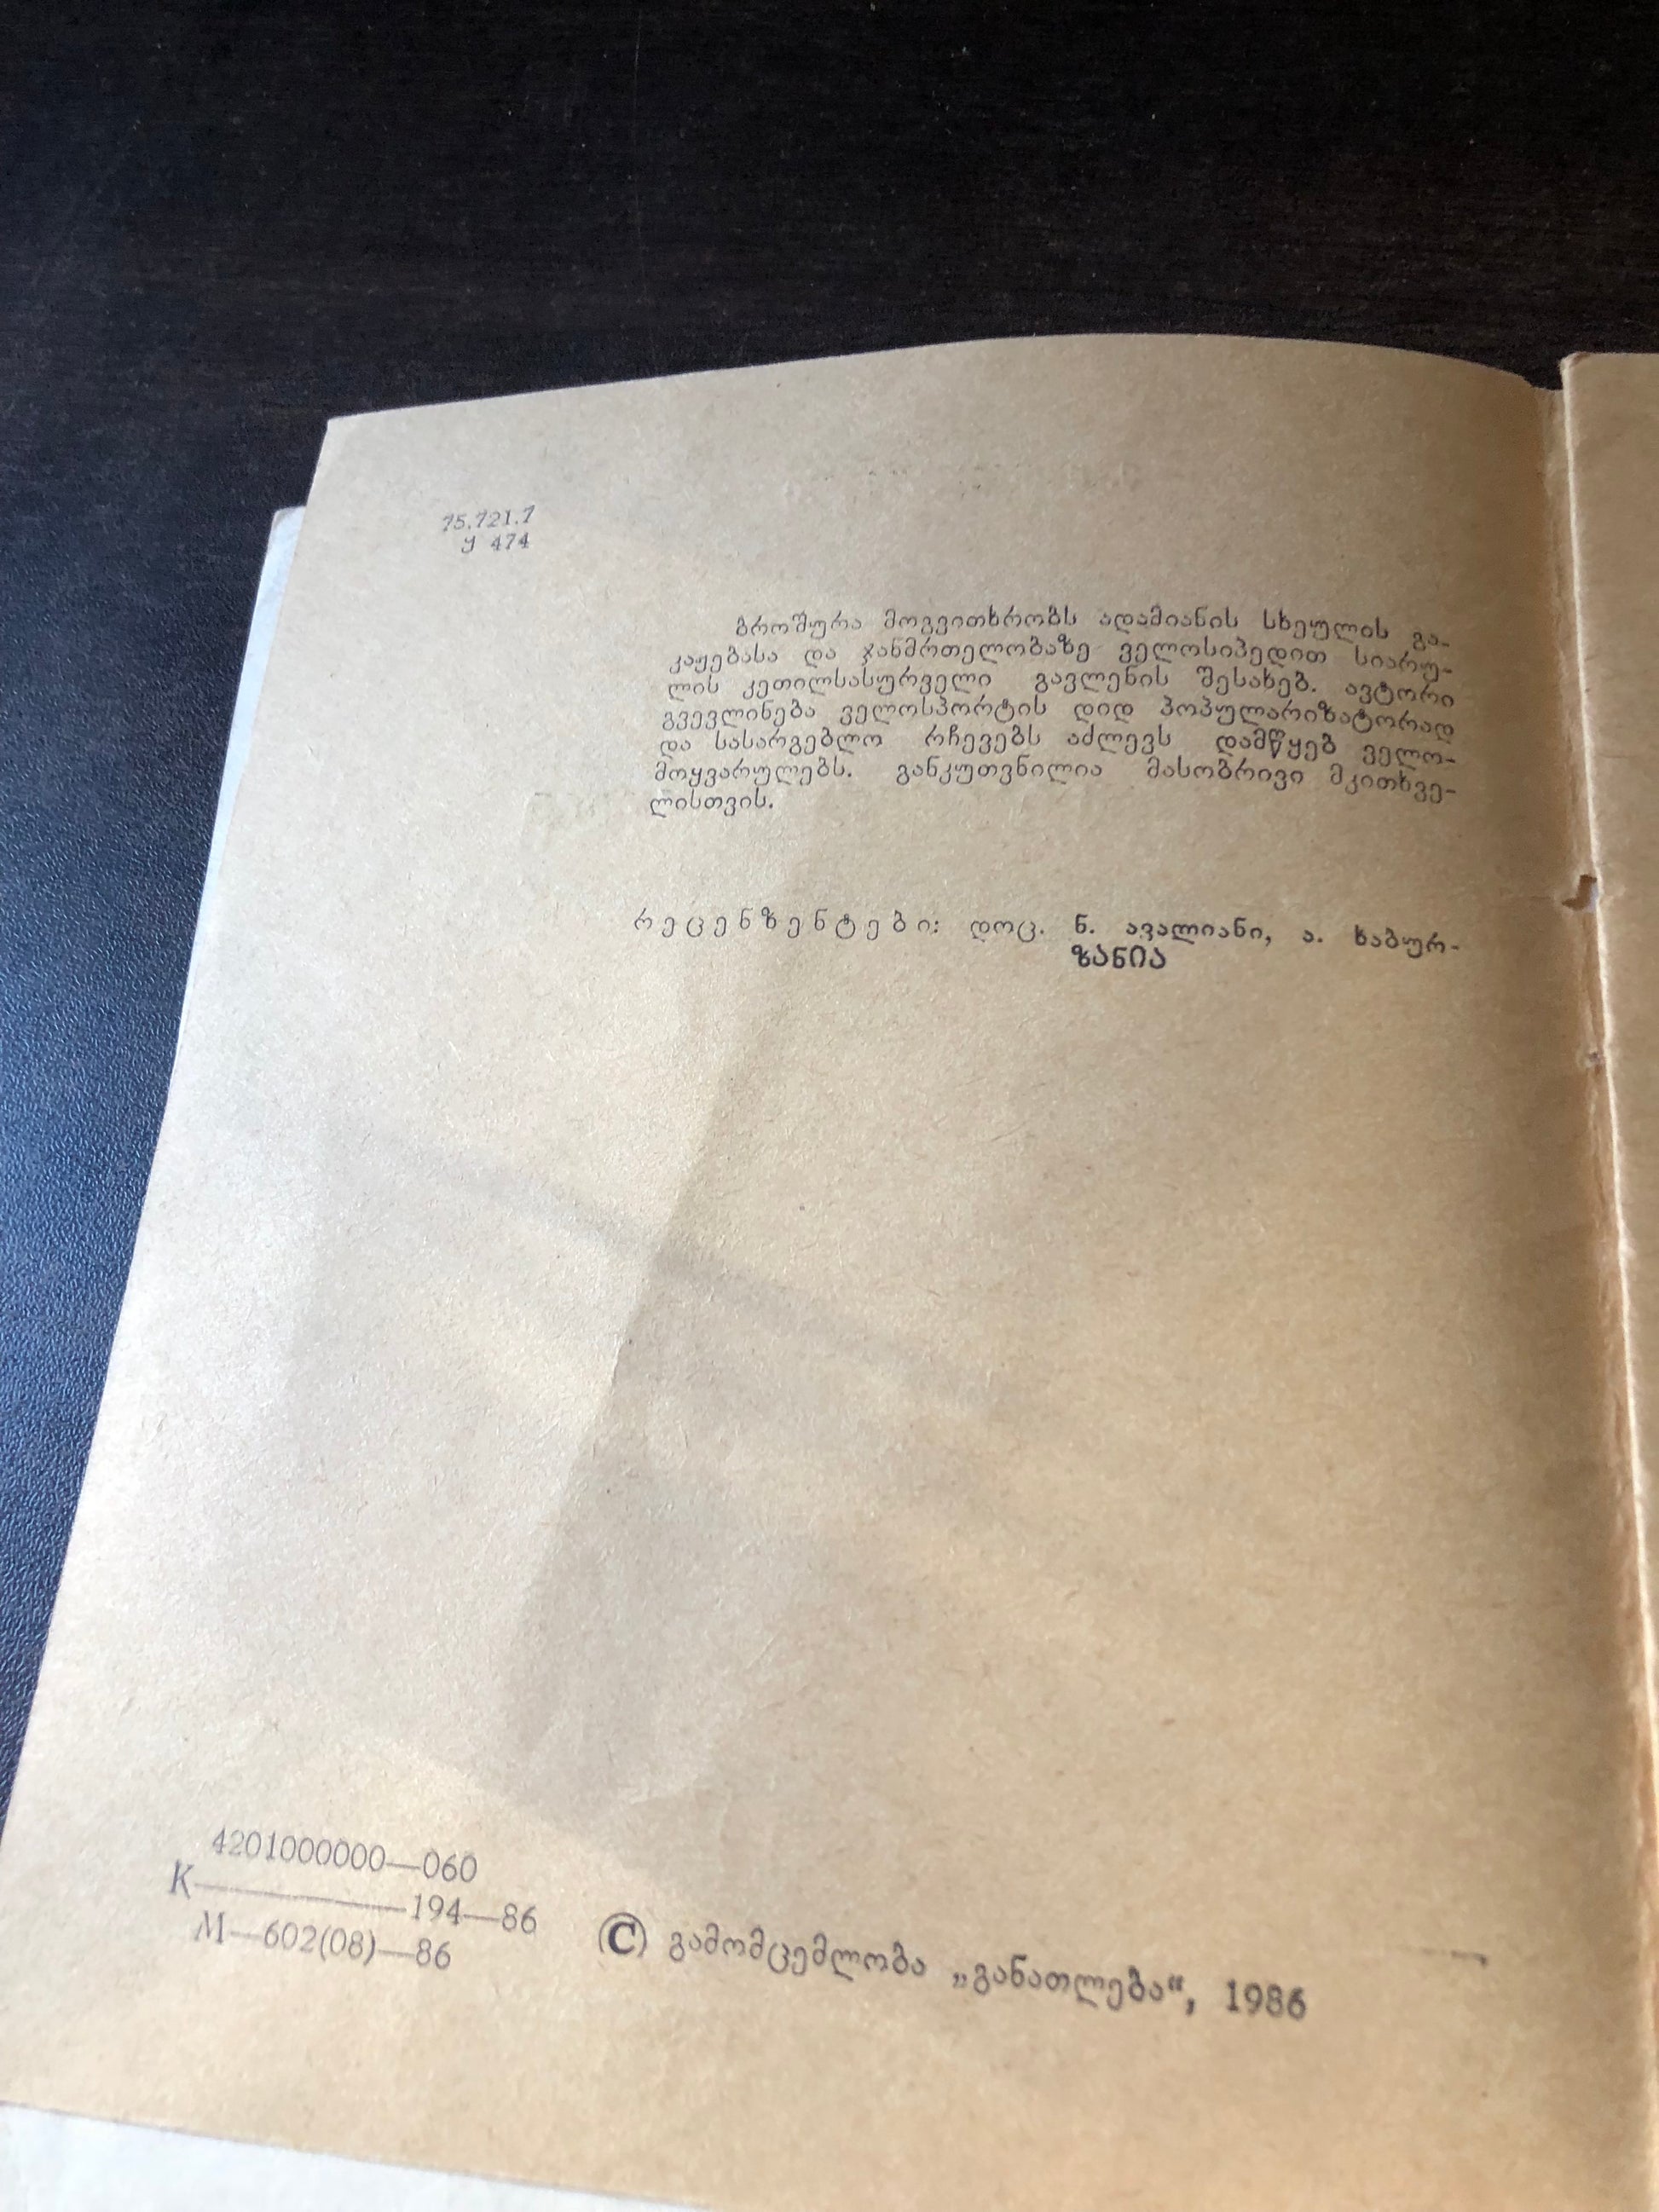 75.721.7
ყ 474
ბროშურა მოგვითხრობს ადამიანის სხეულის გა-
კაჟებასა და ჯანმრთელობაზე ველოსიპედით სიარუ-
ლის კეთილსასურველი გავლენის შესახებ. ავტორი
გვევლინება ველოსპორტის დიდ პოპულარიზატორად
და სასარგებლო რჩევებს აძლევს დამწყებ ველო-
მოყვარულებს. განკუთვნილია მასობრივი მკითხვე-
ლისთვის.
რეცენზენტები: დოც. ნ. ავალიანი, ა. ხაბურ-
ზანია
4201000000—060
К—————194—86
М—602(08)—86
© გამომცემლობა „განათლება“, 1986